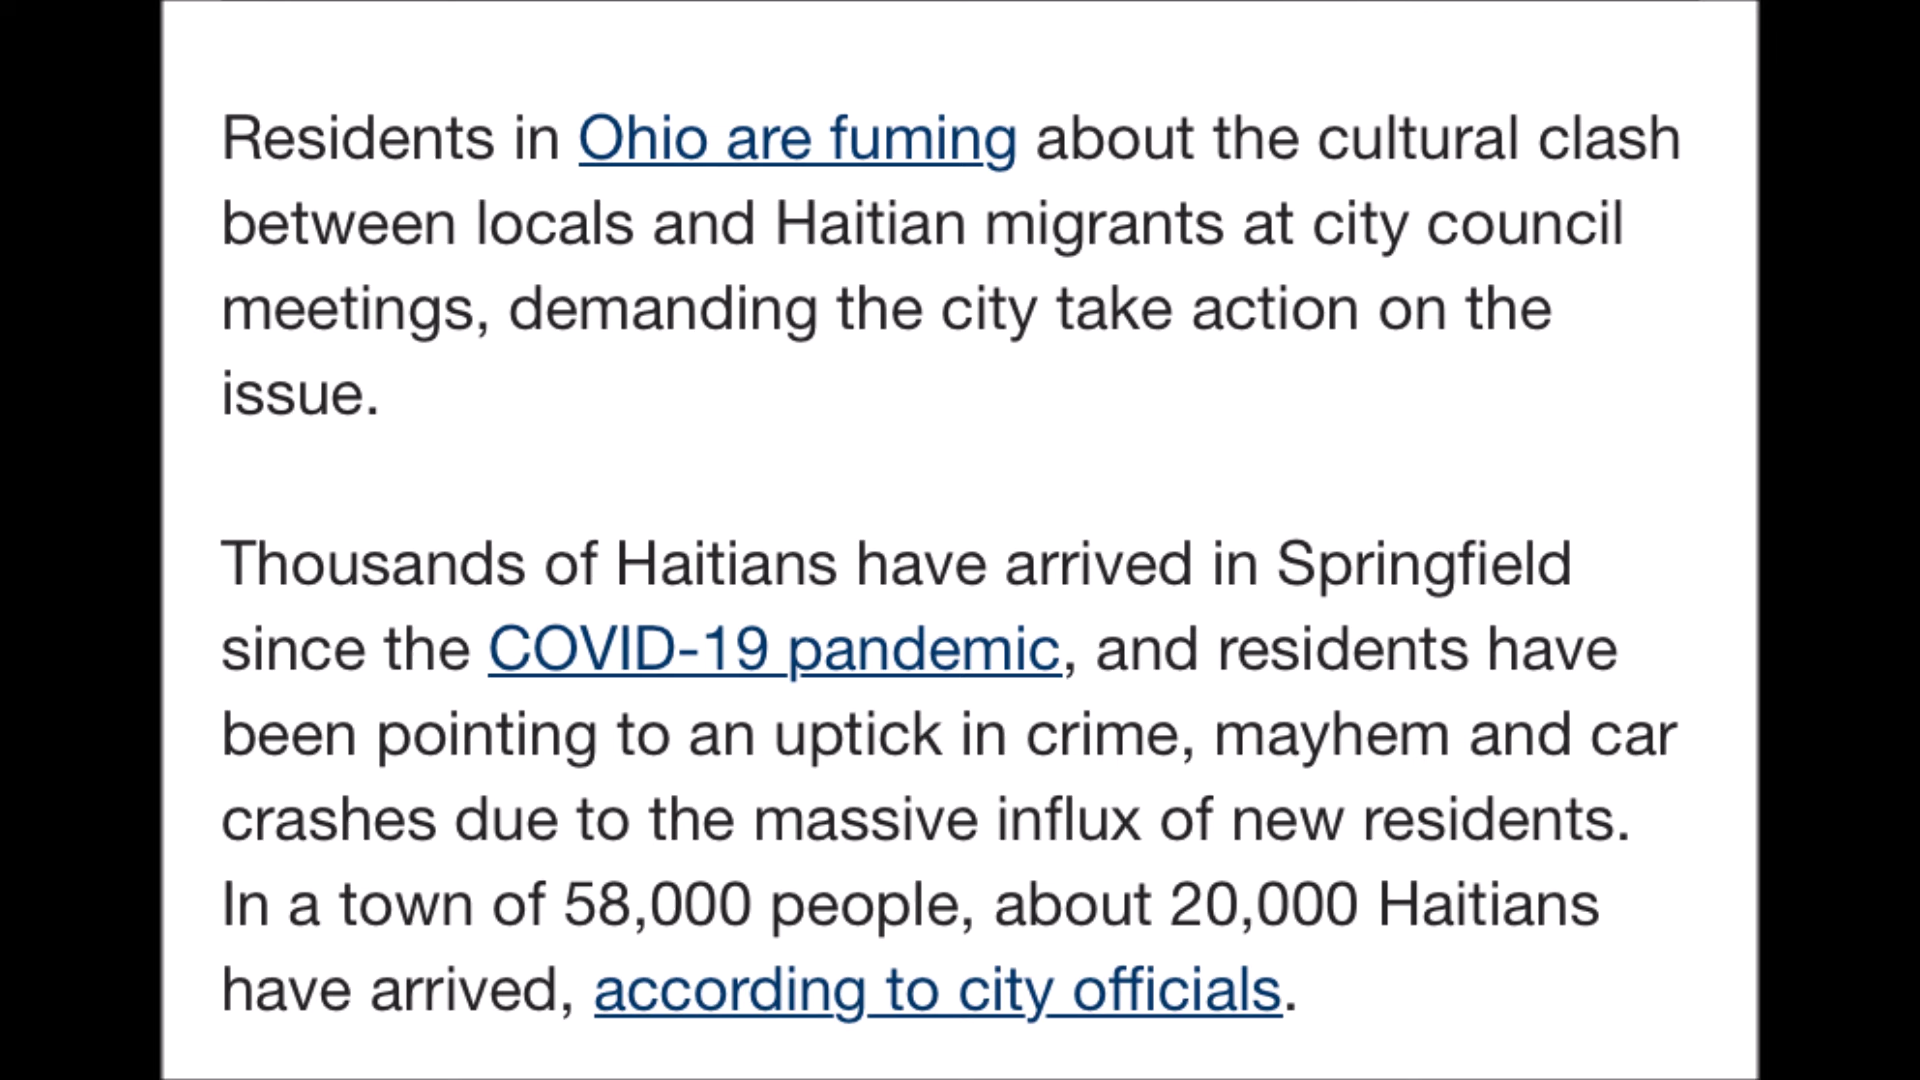 Residents in Ohio are fuming about the cultural clash
between locals and Haitian migrants at city council
meetings, demanding the city take action on the
issue.
Thousands of Haitians have arrived in Springfield
since the COVID-19 pandemic, and residents have
been pointing to an uptick in crime, mayhem and car
crashes due to the massive influx of new residents.
In a town of 58,000 people, about 20,000 Haitians
have arrived, according to city officials.